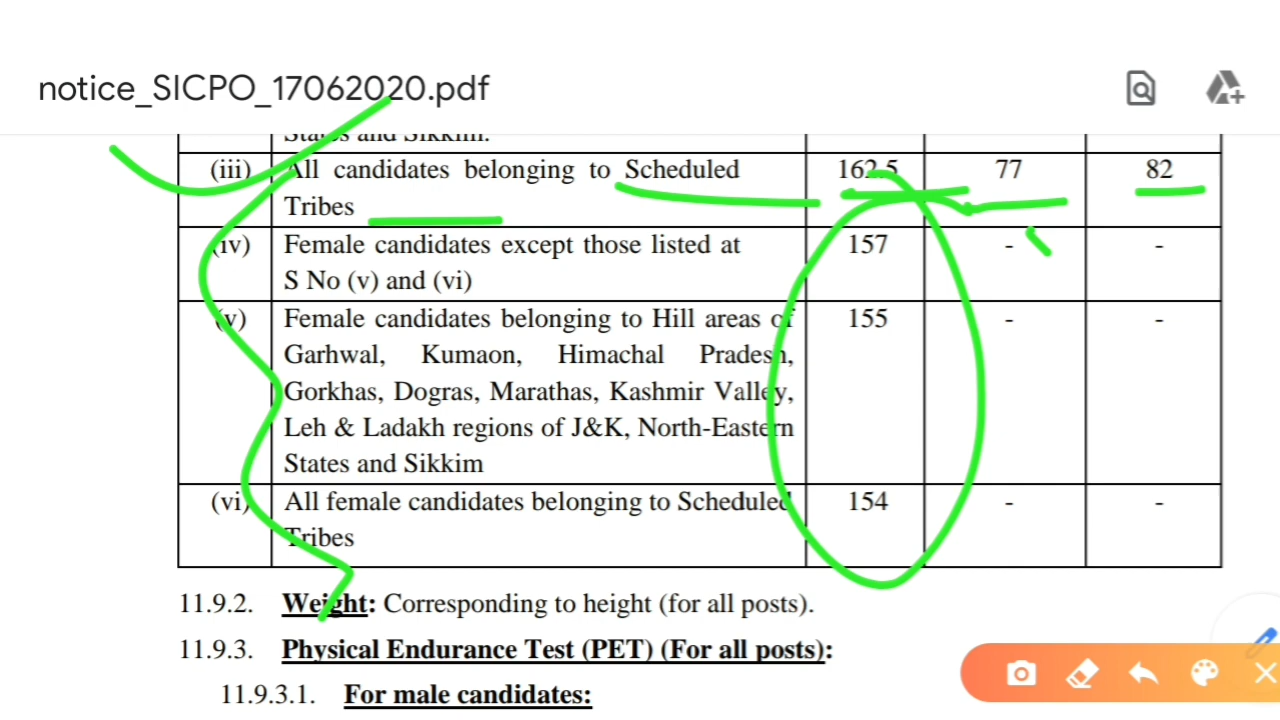 notice_SICPO_17062020.pdf
States and Sikkim.
(iii) All candidates belonging to Scheduled 162.5 77 82
Tribes
(iv) Female candidates except those listed at 157 - -
S No (v) and (vi)
(v) Female candidates belonging to Hill areas of 155 - -
Garhwal, Kumaon, Himachal Pradesh,
Gorkhas, Dogras, Marathas, Kashmir Valley,
Leh & Ladakh regions of J&K, North-Eastern
States and Sikkim
(vi) All female candidates belonging to Scheduled 154 - -
Tribes
11.9.2. Weight: Corresponding to height (for all posts).
11.9.3. Physical Endurance Test (PET) (For all posts):
11.9.3.1. For male candidates: